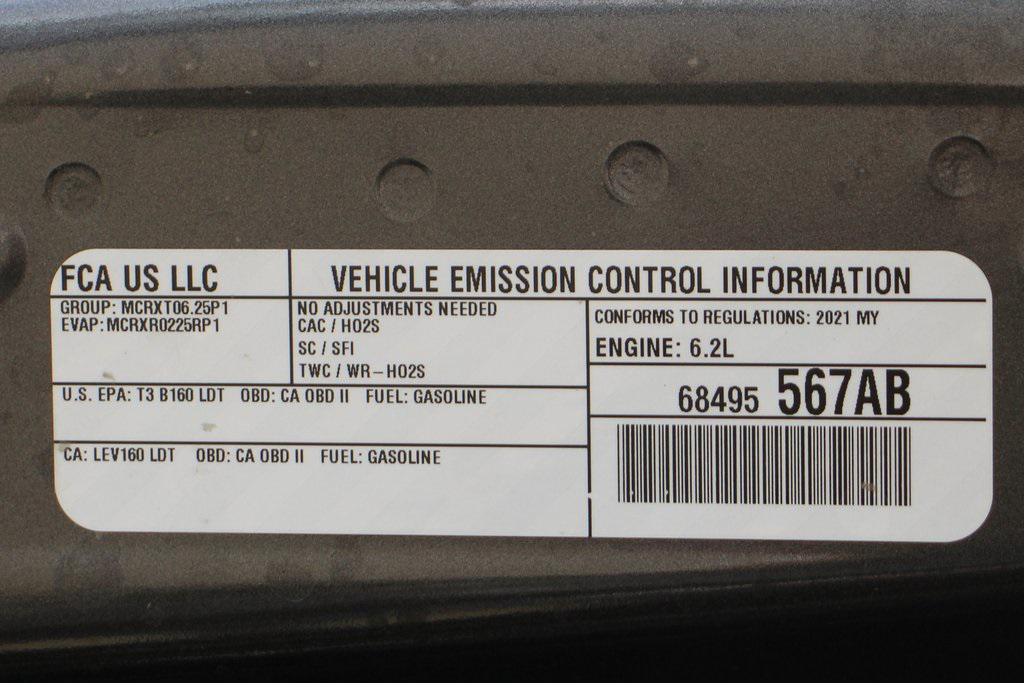 FCA US LLC
VEHICLE EMISSION CONTROL INFORMATION
GROUP: MCRXT06.25P1
EVAP: MCRXR0225RP1
NO ADJUSTMENTS NEEDED
CAC / HO2S
SC / SFI
TWC / WR-HO2S
CONFORMS TO REGULATIONS: 2021 MY
ENGINE: 6.2L
U.S. EPA: T3 B160 LDT OBD: CA OBD II FUEL: GASOLINE
68495 567AB
CA: LEV160 LDT OBD: CA OBD II FUEL: GASOLINE